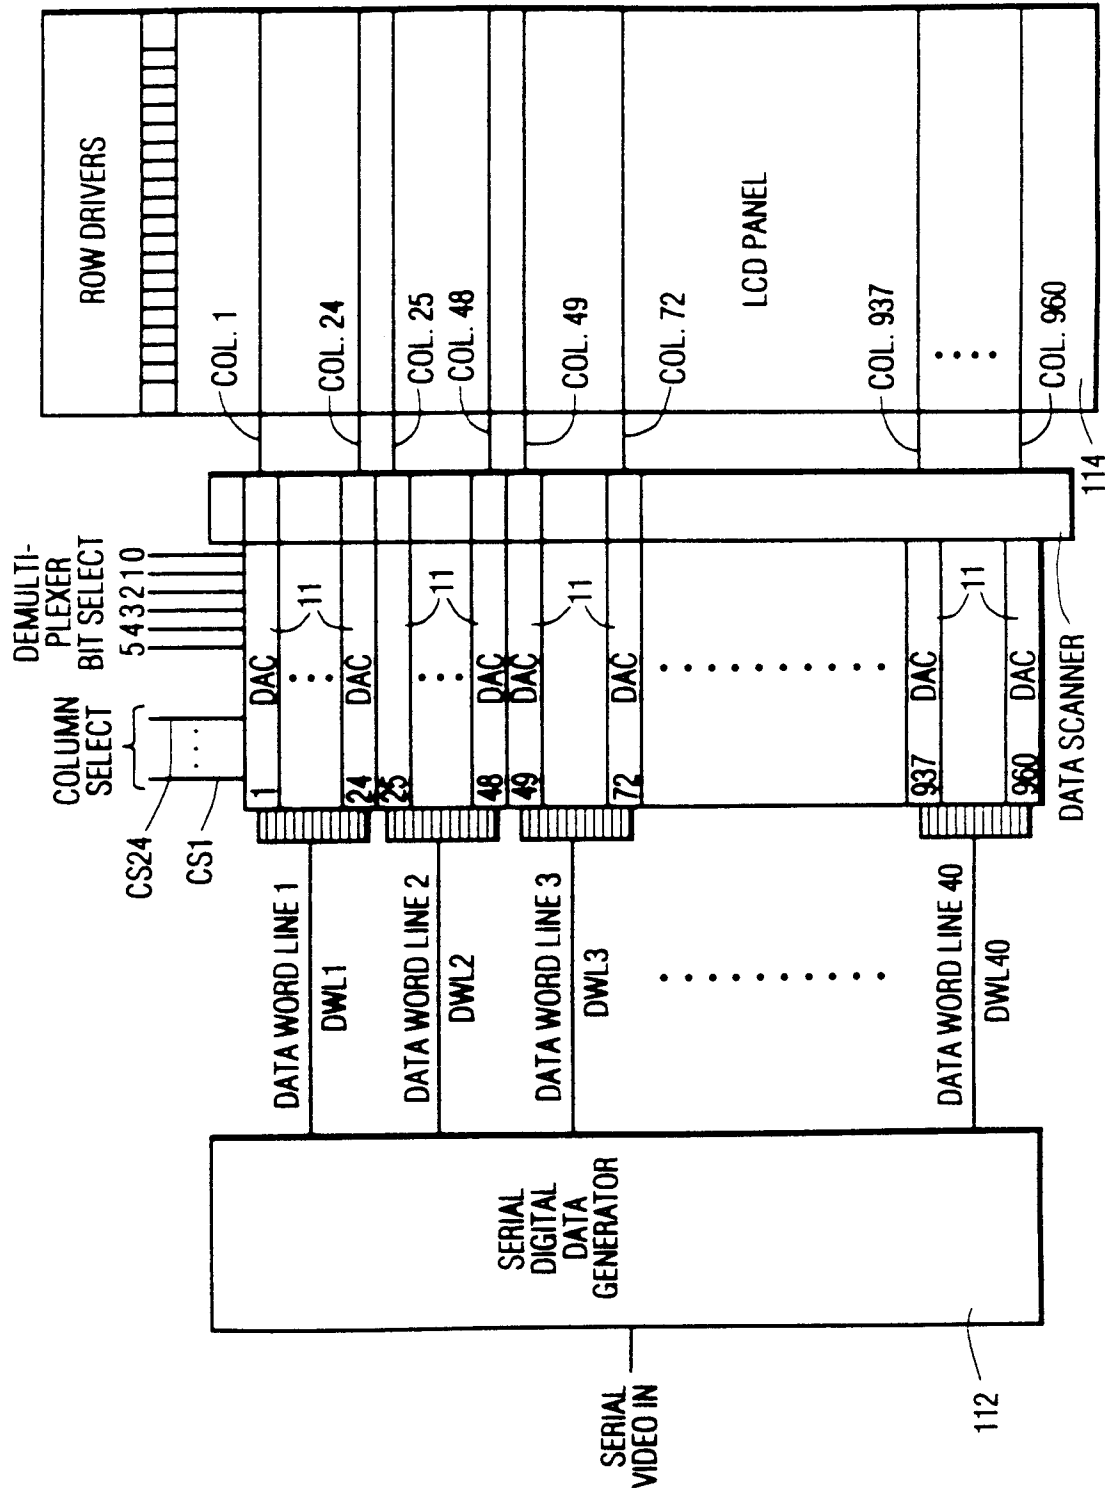 ROW DRIVERS
LCD PANEL
COL. 1
COL. 24
COL. 25
COL. 48
COL. 49
COL. 72
COL. 937
COL. 960
114
DEMULTI-
PLEXER
BIT SELECT
5 4 3 2 1 0
COLUMN
SELECT
CS24
CS1
1 DAC
11
24 DAC
25
11
48 DAC
49 DAC
11
72 DAC
937 DAC
11
960 DAC
DATA SCANNER
DATA WORD LINE 1
DWL1
DATA WORD LINE 2
DWL2
DATA WORD LINE 3
DWL3
DATA WORD LINE 40
DWL40
SERIAL
DIGITAL
DATA
GENERATOR
112
SERIAL
VIDEO IN